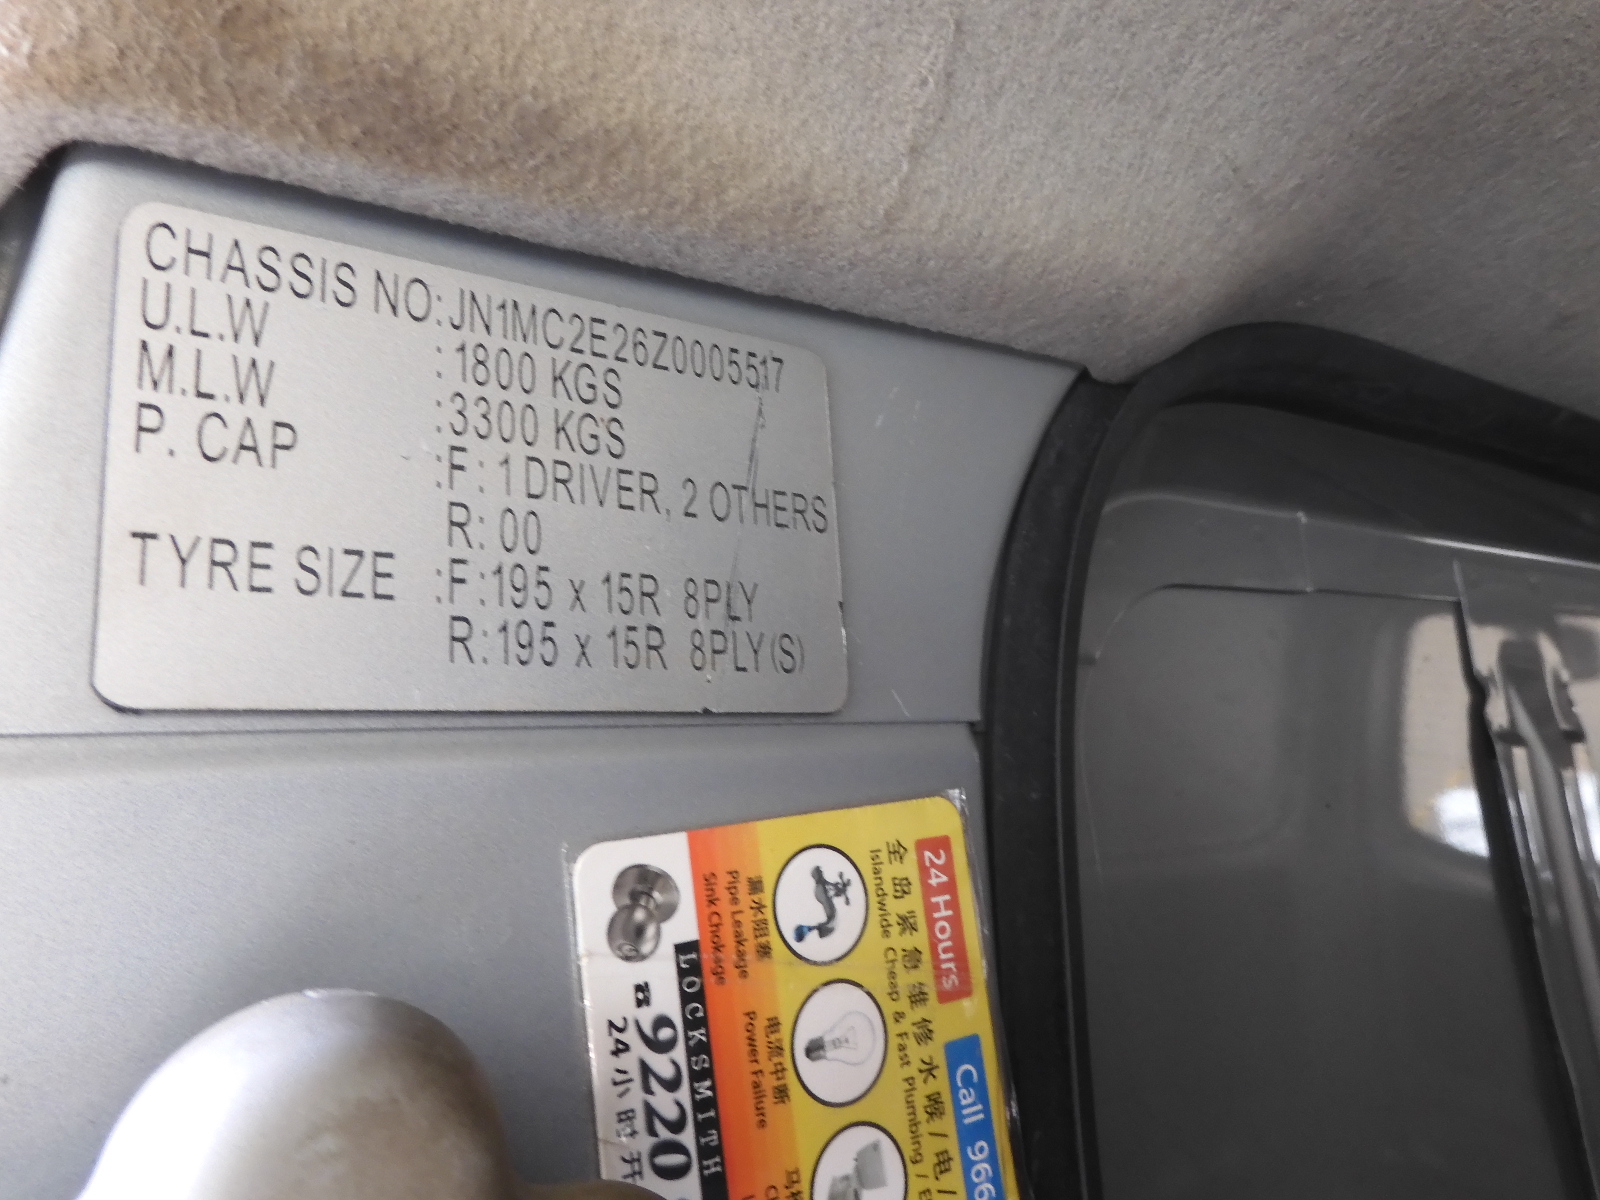 CHASSIS NO: JN1MC2E26Z0005517
U.L.W : 1800 KGS
M.L.W : 3300 KGS
P. CAP : F: 1 DRIVER, 2 OTHERS
R: 00
TYRE SIZE : F: 195 x 15R 8PLY
R: 195 x 15R 8PLY(S)
24 Hours
Call 966
全岛紧急维修水喉/电/
Islandwide Cheap & Fast Plumbing /
漏水阻塞
Pipe Leakage
Sink Chokage
电流中断
Power Failure
LOCKSMITH
9220
24小时开